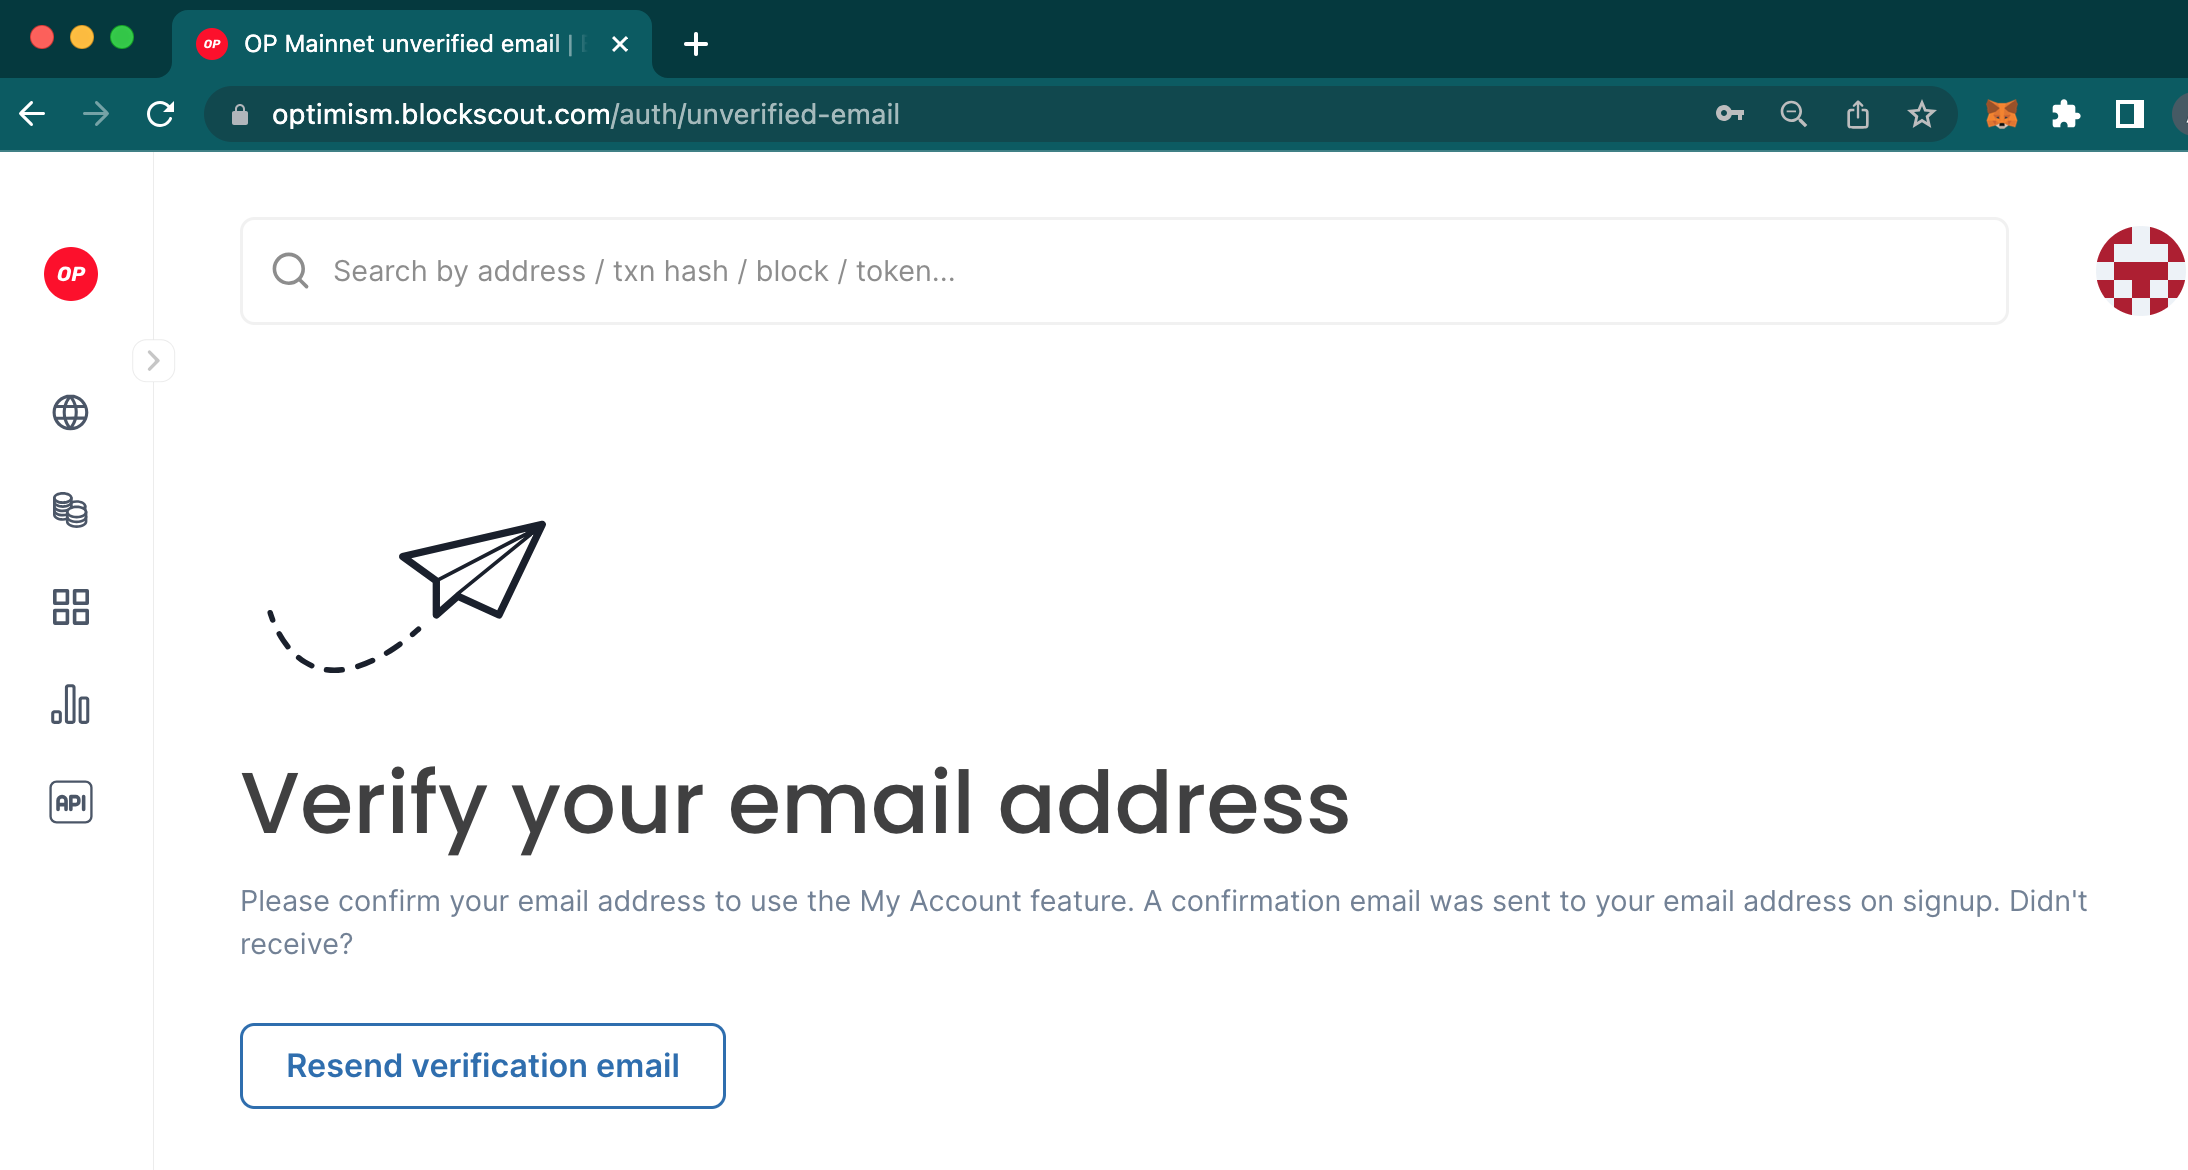 OP OP Mainnet unverified email |
optimism.blockscout.com/auth/unverified-email
OP
Search by address / txn hash / block / token...
API
Verify your email address
Please confirm your email address to use the My Account feature. A confirmation email was sent to your email address on signup. Didn't
receive?
Resend verification email